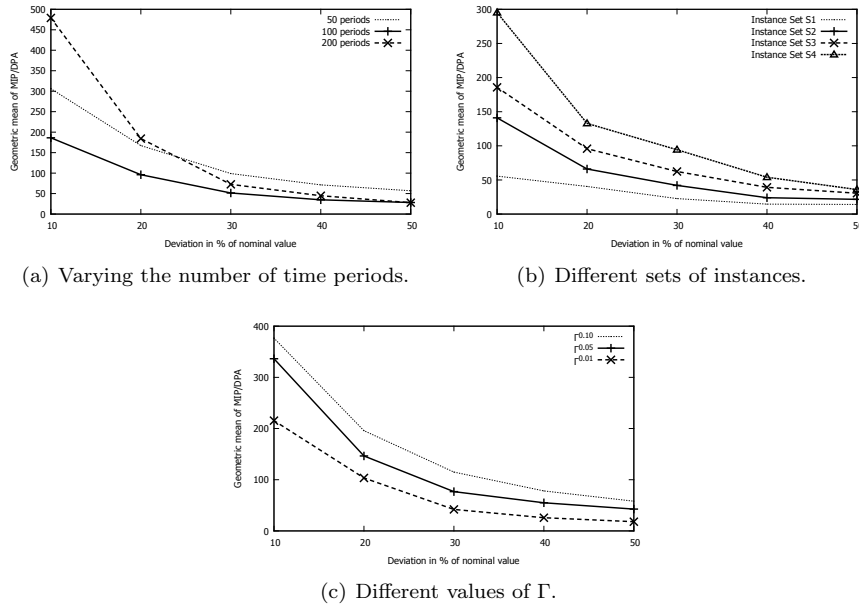 500
450
400
350
300
250
200
150
100
50
0
10
20
30
40
50
Geometric mean of MIP/DPA
Deviation in % of nominal value
50 periods
100 periods
200 periods
(a) Varying the number of time periods.
300
250
200
150
100
50
0
10
20
30
40
50
Geometric mean of MIP/DPA
Deviation in % of nominal value
Instance Set S1
Instance Set S2
Instance Set S3
Instance Set S4
(b) Different sets of instances.
400
300
200
100
0
10
20
30
40
50
Geometric mean of MIP/DPA
Deviation in % of nominal value
Γ0.10
Γ0.05
Γ0.01
(c) Different values of Γ.